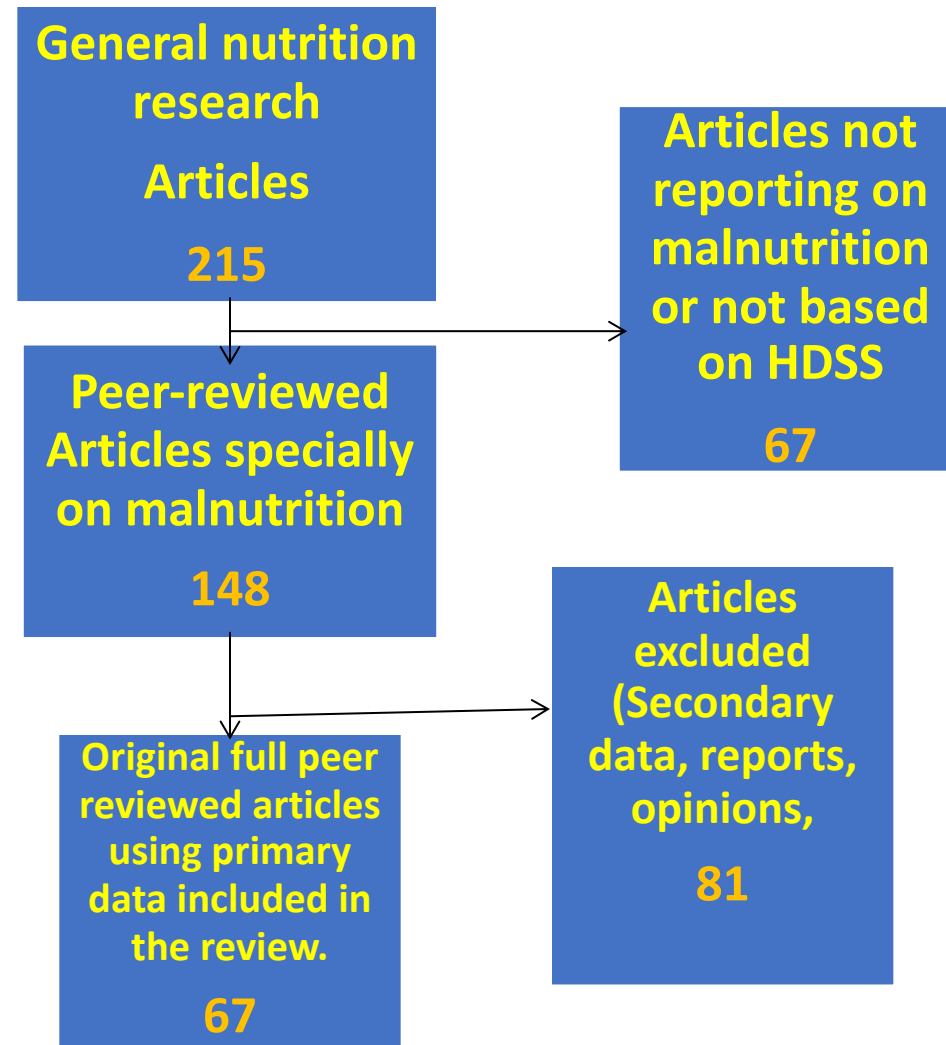 General nutrition
research
Articles
215
Articles not
reporting on
malnutrition
or not based
on HDSS
67
Peer-reviewed
Articles specially
on malnutrition
148
Articles
excluded
(Secondary
data, reports,
opinions,
81
Original full peer
reviewed articles
using primary
data included in
the review.
67